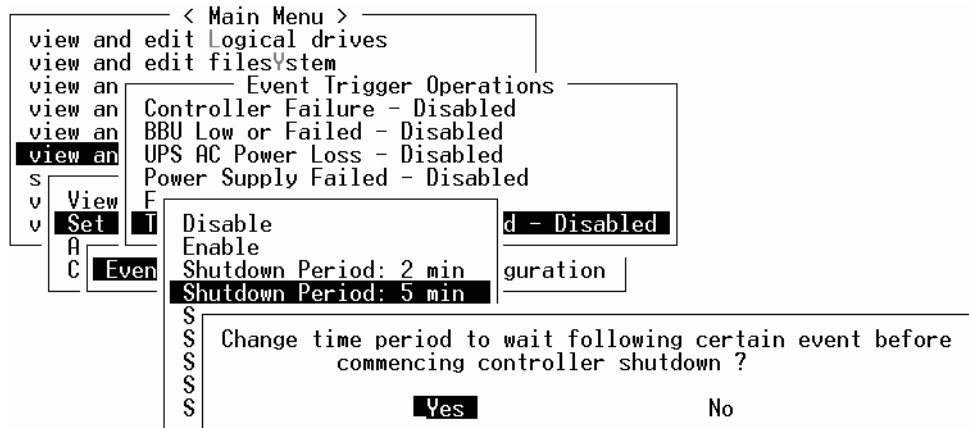 < Main Menu >
view and edit Logical drives
view and edit filesYstem
view an
Event Trigger Operations
view an
Controller Failure - Disabled
view an
BBU Low or Failed - Disabled
view an
UPS AC Power Loss - Disabled
s
Power Supply Failed - Disabled
v
View
F
v
Set
T
d - Disabled
Disable
A
Enable
C
Even
guration
Shutdown Period: 2 min
Shutdown Period: 5 min
S
S
Change time period to wait following certain event before
S
commencing controller shutdown ?
S
S
Yes
No